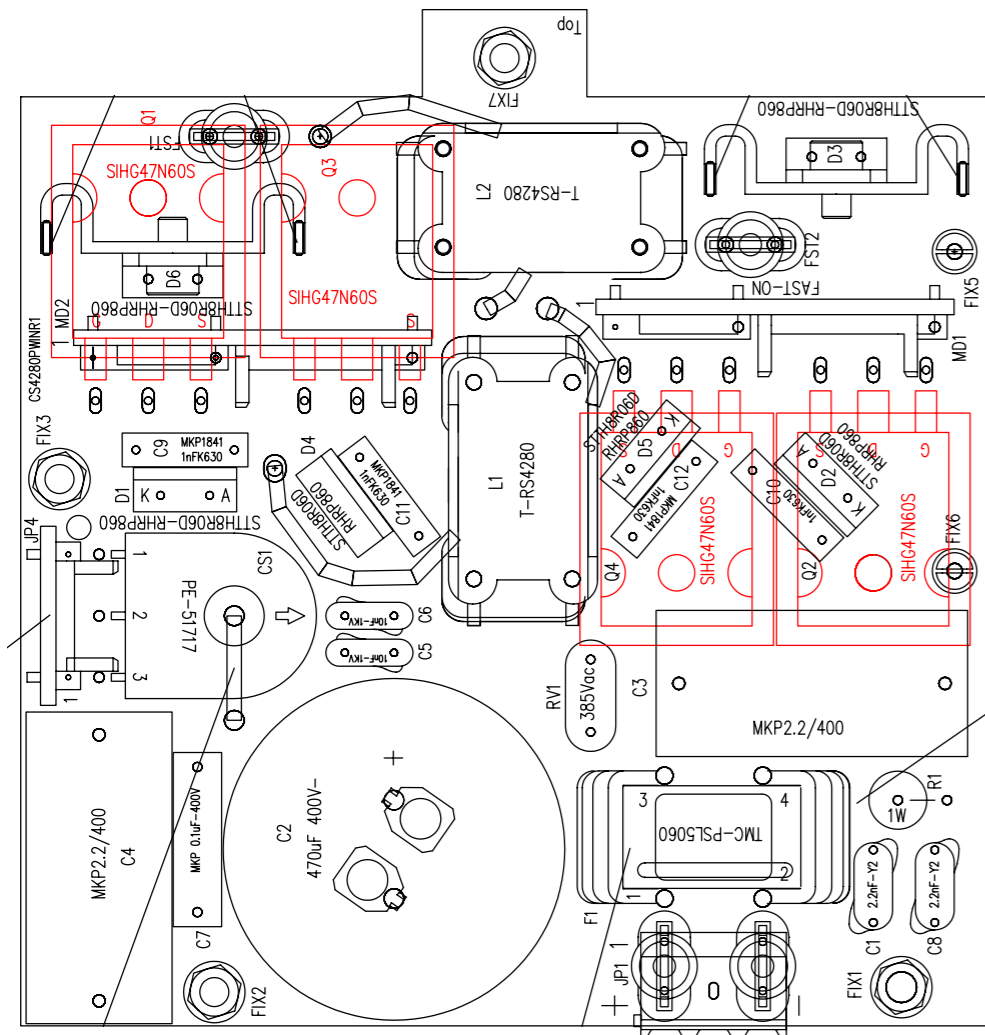 Top
FIX7
Q1
FST1
SIHG47N60S
Q3
L2
T-RS4280
STTH8R06D-RHRP860
D3
FST2
FIX5
FAST-ON
D6
STTH8R06D-RHRP860
SIHG47N60S
CS4280PWINR1
1 MD2
G
D
S
S
1
MD1
FIX3
C9
MKP1841
1nFK630
D1
K
A
STTH8R06D-RHRP860
D4
STTH8R06D
RHRP860
MKP1841
1nFK630
C11
L1
T-RS4280
STTH8R06D
RHRP860
D5
K
A
C12
MKP1841
1nFK630
S
D
G
Q4
SIHG47N60S
C10
1nFK630
D2
A
K
STTH8R06D
RHRP860
S
D
G
Q2
SIHG47N60S
FIX6
JP4
1
2
3
1
PE-51717
CS1
C6
10nF-1KV
C5
10nF-1KV
RV1
385Vac
C3
MKP2.2/400
MKP2.2/400
C4
MKP 0.1uF-400V
C7
C2
470uF 400V-
+
3
4
TMC-PSL5060
1
2
F1
1W
R1
2.2nF-Y2
C1
2.2nF-Y2
C8
FIX2
JP1
1
+
-
FIX1